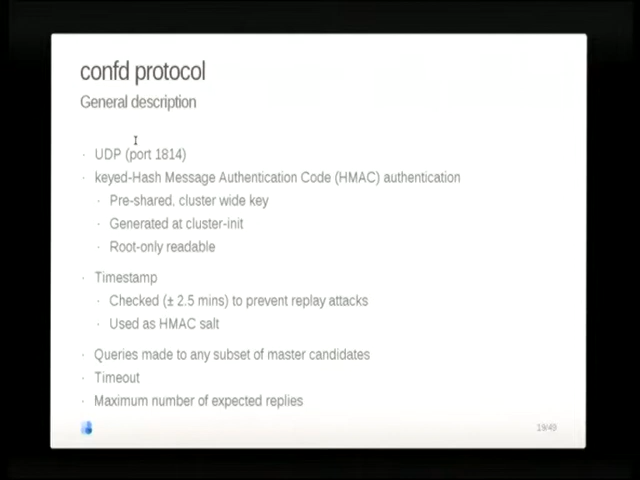 confd protocol
General description
· UDP (port 1814)
· keyed-Hash Message Authentication Code (HMAC) authentication
· Pre-shared, cluster wide key
· Generated at cluster-init
· Root-only readable
· Timestamp
· Checked (± 2.5 mins) to prevent replay attacks
· Used as HMAC salt
· Queries made to any subset of master candidates
· Timeout
· Maximum number of expected replies
19/49